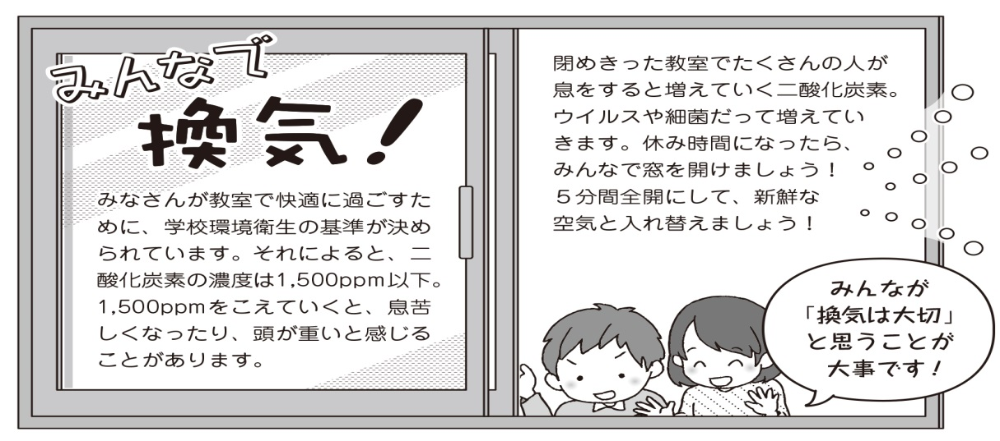 みんなで
換気！
みなさんが教室で快適に過ごすた
めに、学校環境衛生の基準が決め
られています。それによると、二
酸化炭素の濃度は1,500ppm以下。
1,500ppmをこえていくと、息苦
しくなったり、頭が重いと感じる
ことがあります。
閉めきった教室でたくさんの人が
息をすると増えていく二酸化炭素。
ウイルスや細菌だって増えてい
きます。休み時間になったら、
みんなで窓を開けましょう！
５分間全開にして、新鮮な
空気と入れ替えましょう！
みんなが
「換気は大切」
と思うことが
大事です！